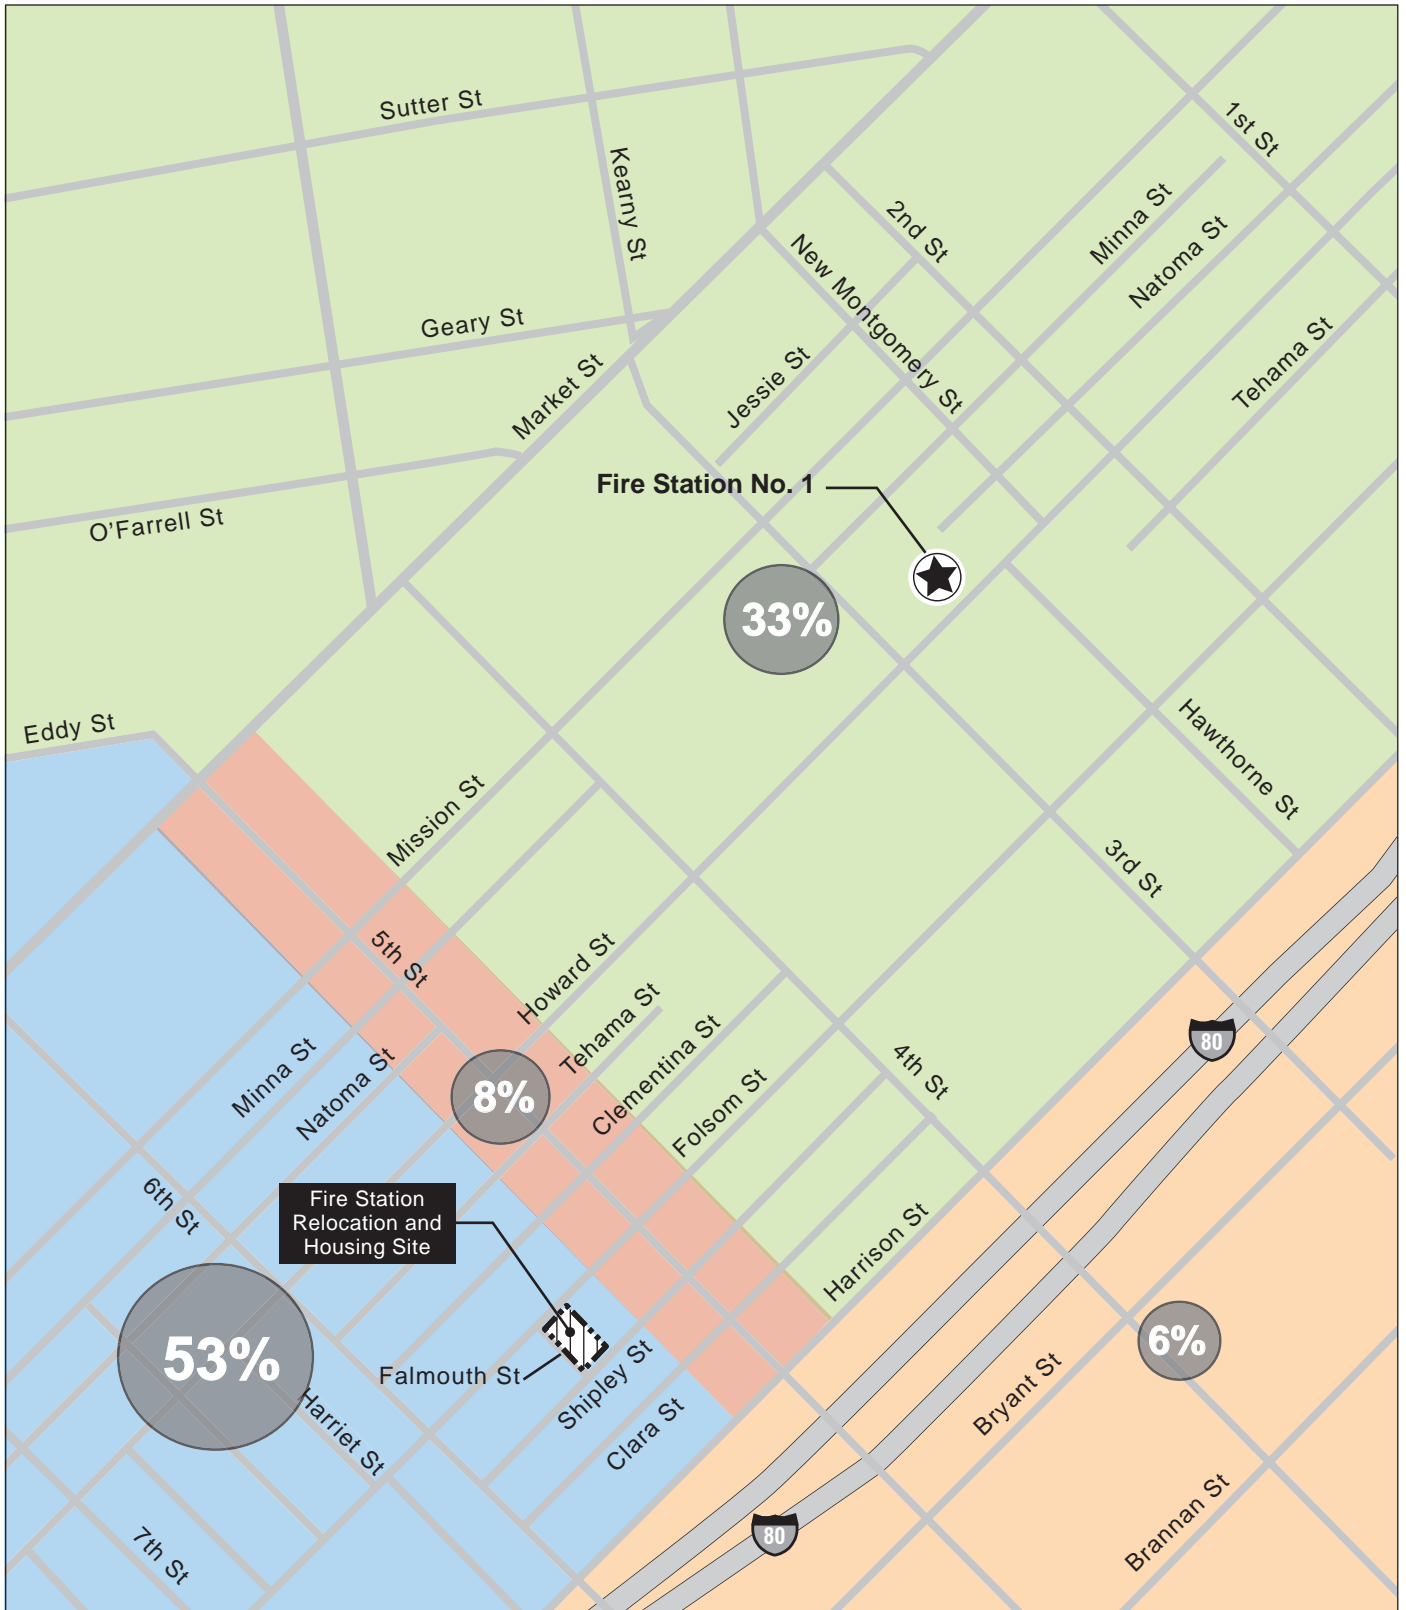 Sutter St
Kearny St
1st St
2nd St
Minna St
Natoma St
New Montgomery St
Geary St
Market St
Jessie St
Tehama St
Fire Station No. 1
O’Farrell St
33%
Eddy St
Hawthorne St
Mission St
3rd St
5th St
Howard St
Tehama St
Clementina St
Folsom St
4th St
80
Minna St
Natoma St
8%
6th St
Fire Station
Relocation and
Housing Site
Harrison St
53%
6%
Falmouth St
Shipley St
Clara St
Harriet St
Bryant St
Brannan St
7th St
80